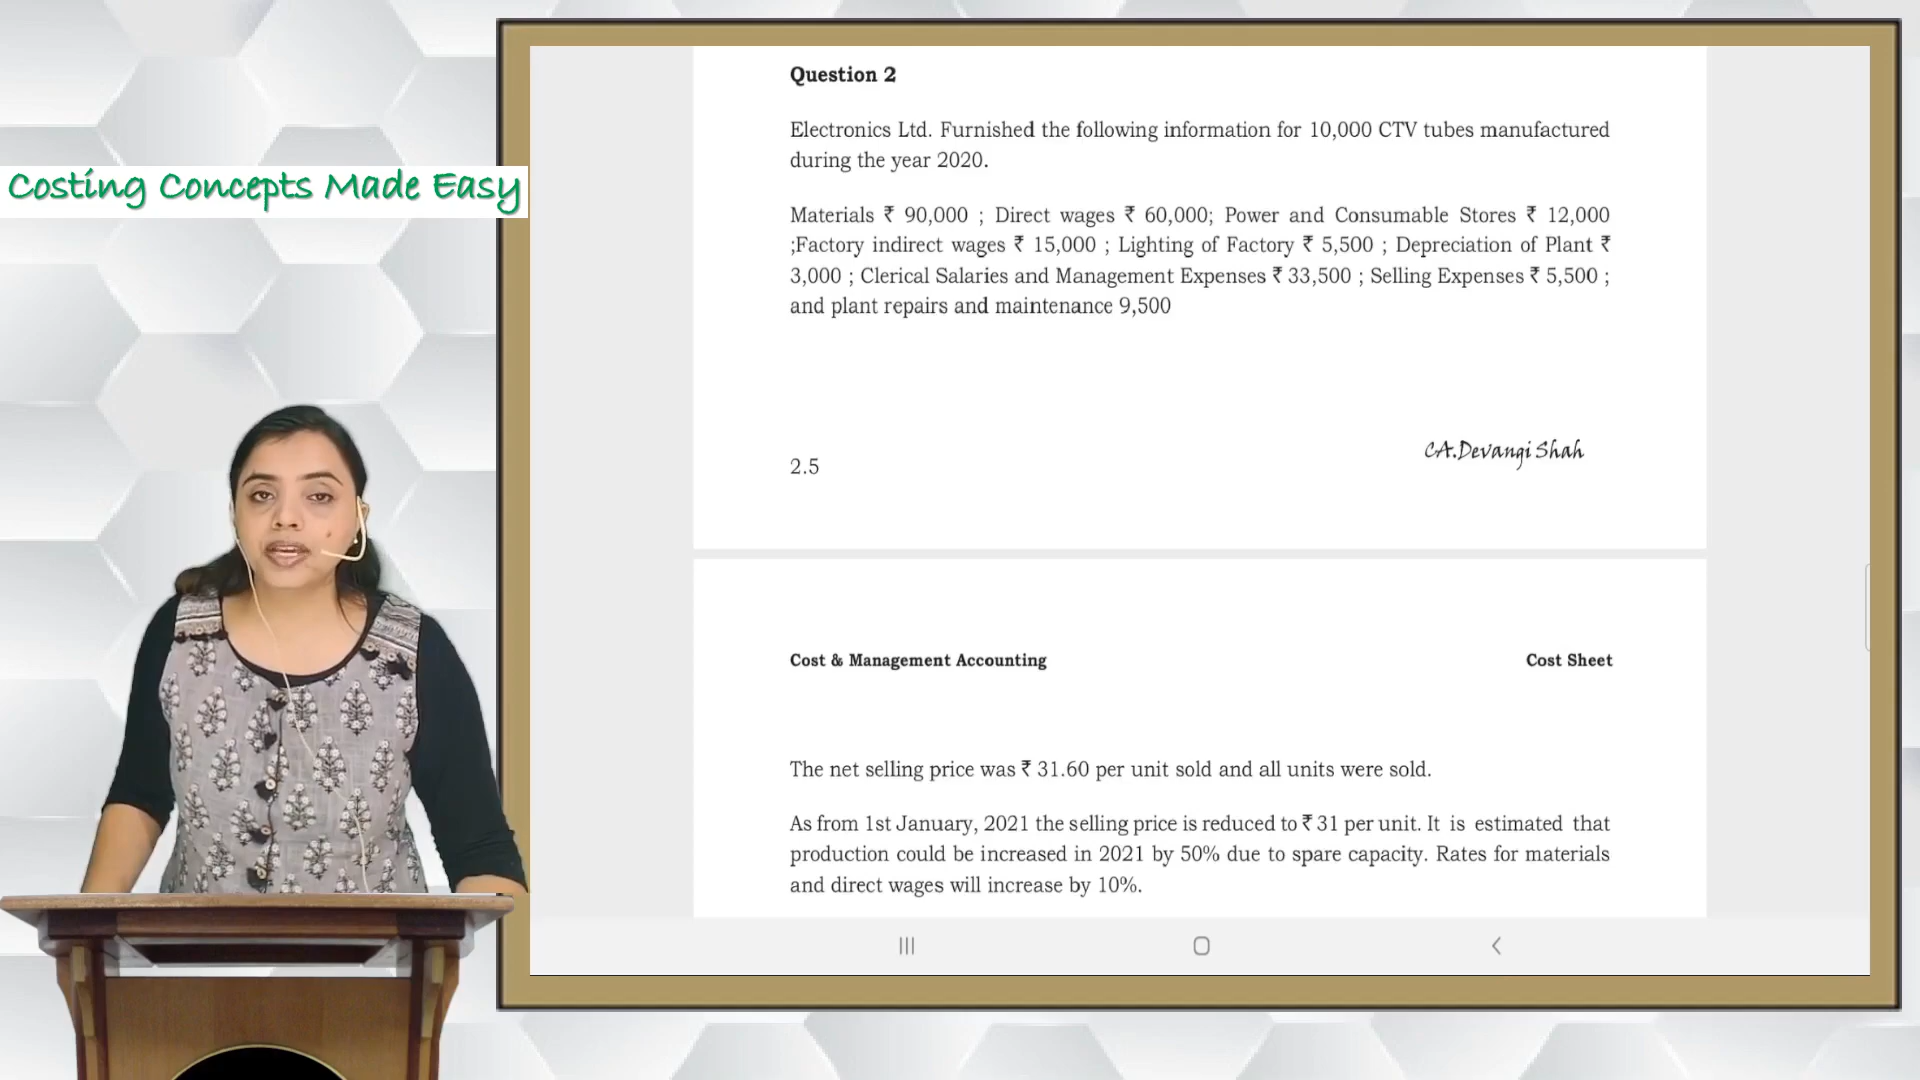 Costing Concepts Made Easy
Question 2
Electronics Ltd. Furnished the following information for 10,000 CTV tubes manufactured
during the year 2020.
Materials ₹ 90,000 ; Direct wages ₹ 60,000; Power and Consumable Stores ₹ 12,000
;Factory indirect wages ₹ 15,000 ; Lighting of Factory ₹ 5,500 ; Depreciation of Plant ₹
3,000 ; Clerical Salaries and Management Expenses ₹ 33,500 ; Selling Expenses ₹ 5,500 ;
and plant repairs and maintenance 9,500
CA.Devangi Shah
2.5
Cost & Management Accounting Cost Sheet
The net selling price was ₹ 31.60 per unit sold and all units were sold.
As from 1st January, 2021 the selling price is reduced to ₹ 31 per unit. It is estimated that
production could be increased in 2021 by 50% due to spare capacity. Rates for materials
and direct wages will increase by 10%.